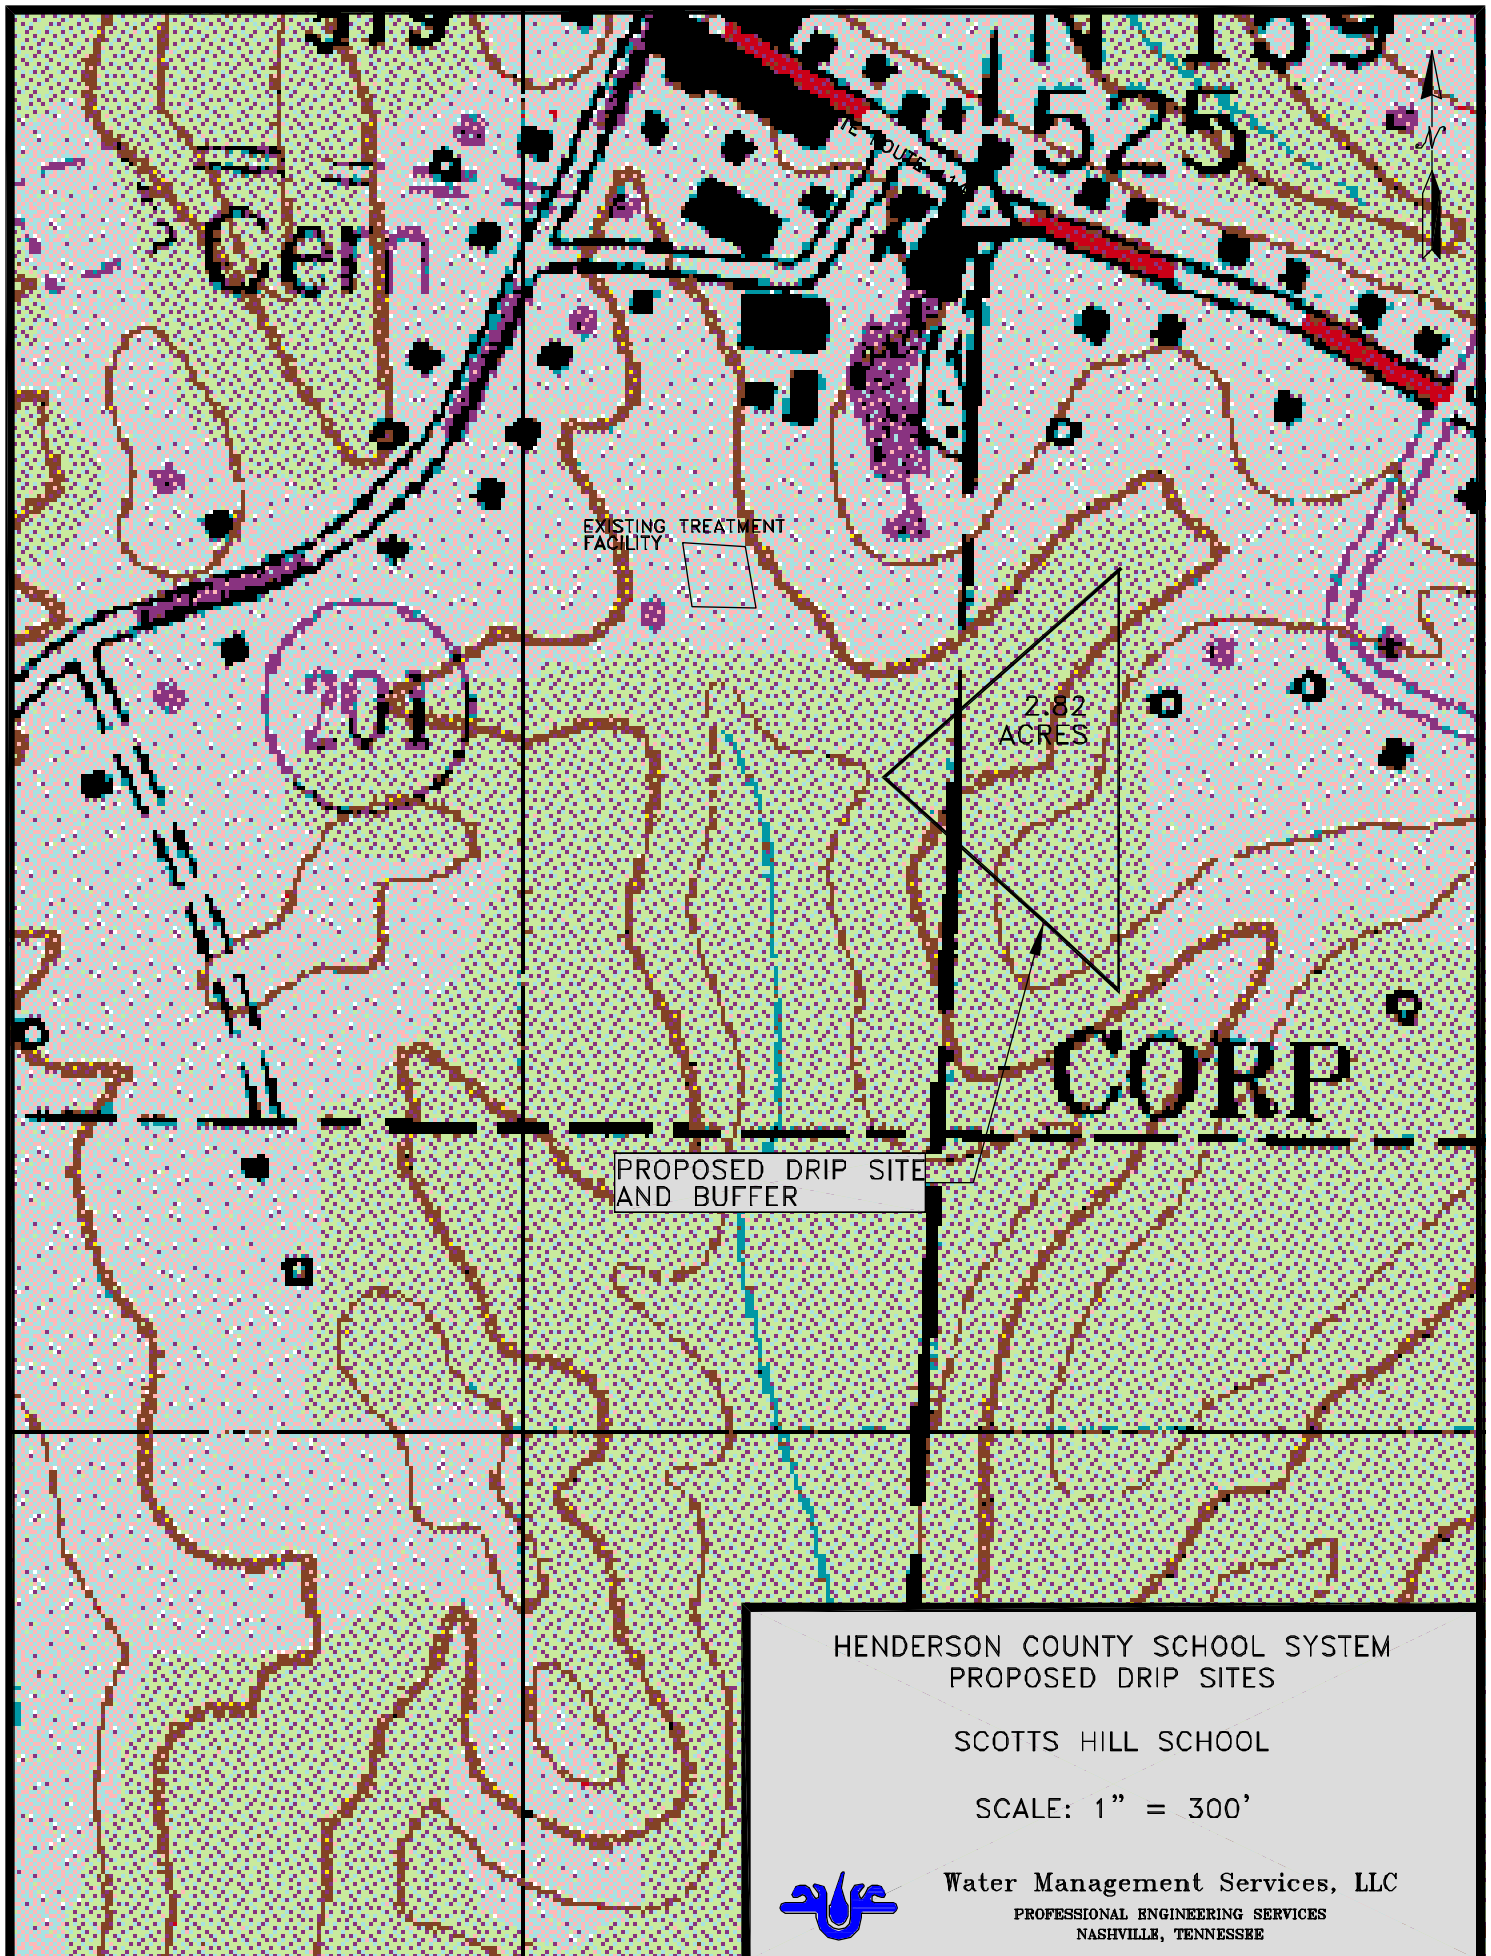 525
N
Cem
EXISTING TREATMENT
FACILITY
201
2.82
ACRES
CORP
PROPOSED DRIP SITE
AND BUFFER
HENDERSON COUNTY SCHOOL SYSTEM
PROPOSED DRIP SITES
SCOTTS HILL SCHOOL
SCALE: 1" = 300'
Water Management Services, LLC
PROFESSIONAL ENGINEERING SERVICES
NASHVILLE, TENNESSEE